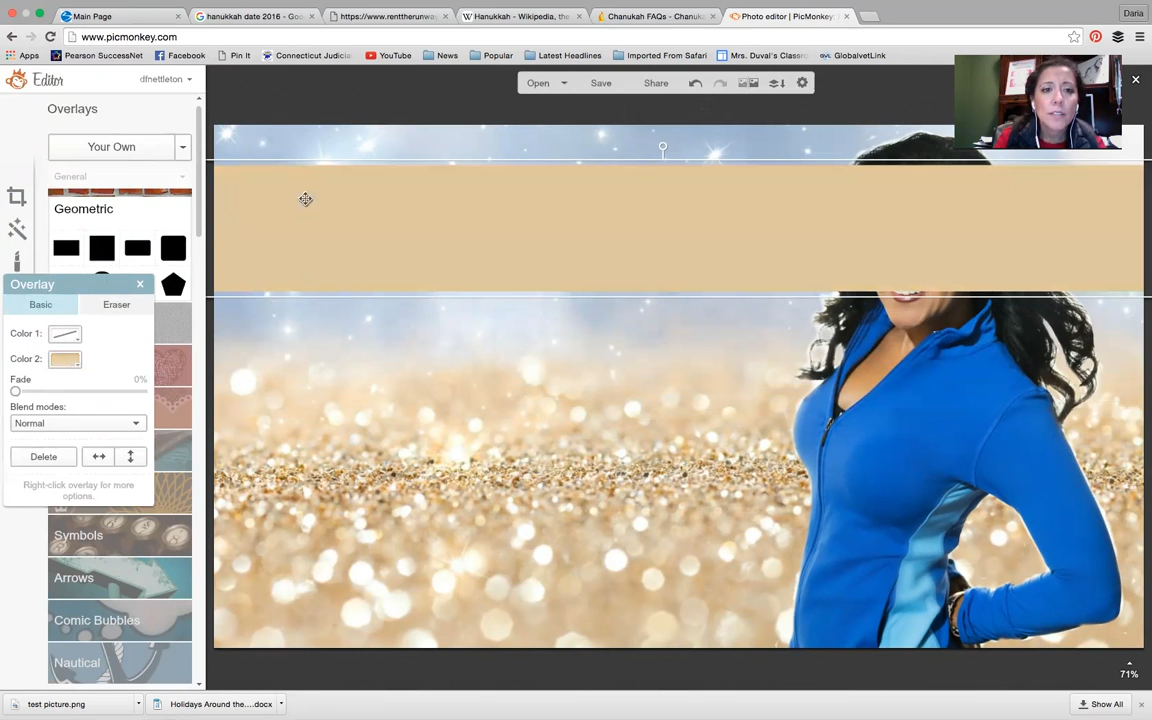 Main Page
hanukkah date 2016 - Goo
https://www.renttherunwa
Hanukkah - Wikipedia, the
Chanukah FAQs - Chanuk
Photo editor | PicMonkey:
Daria
www.picmonkey.com
Apps
Pearson SuccessNet
Pin It
Connecticut Judicia
Facebook
YouTube
News
Popular
Latest Headlines
Imported From Safari
Mrs. Duval's Classr
GlobalvetLink
Editor
dfnettleton
Open
Save
Share
Overlays
Your Own
General
Geometric
Overlay
Basic
Eraser
Color 1:
Color 2:
Fade
0%
Blend modes:
Normal
Delete
Right-click overlay for more
options.
Symbols
Arrows
Comic Bubbles
Nautical
71%
test picture.png
Holidays Around the....docx
Show All